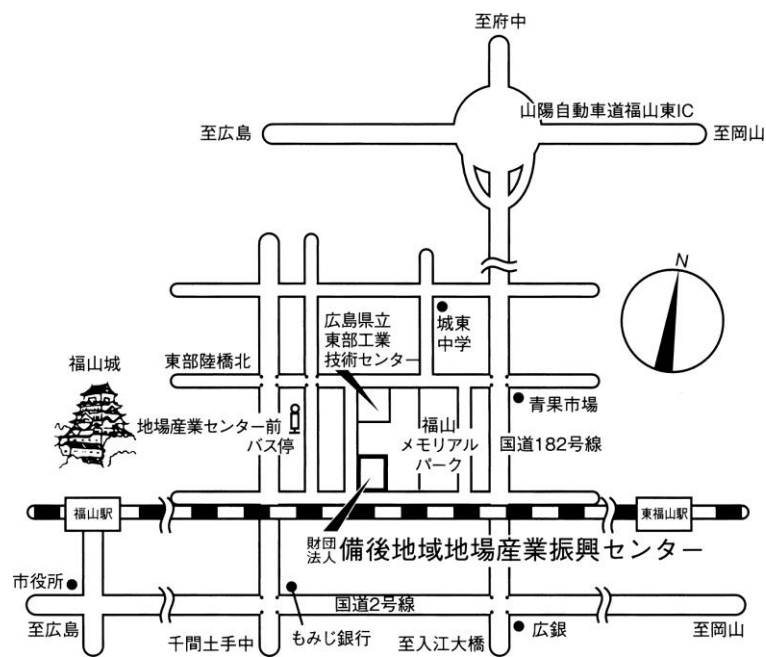 至府中
山陽自動車道福山東IC
至広島
至岡山
N
広島県立
東部工業
技術センター
城東
中学
福山城
東部陸橋北
青果市場
地場産業センター前
バス停
福山
メモリアル
パーク
国道182号線
福山駅
東福山駅
財団
法人
備後地域地場産業振興センター
市役所
国道2号線
至広島
千間土手中
もみじ銀行
至入江大橋
広銀
至岡山